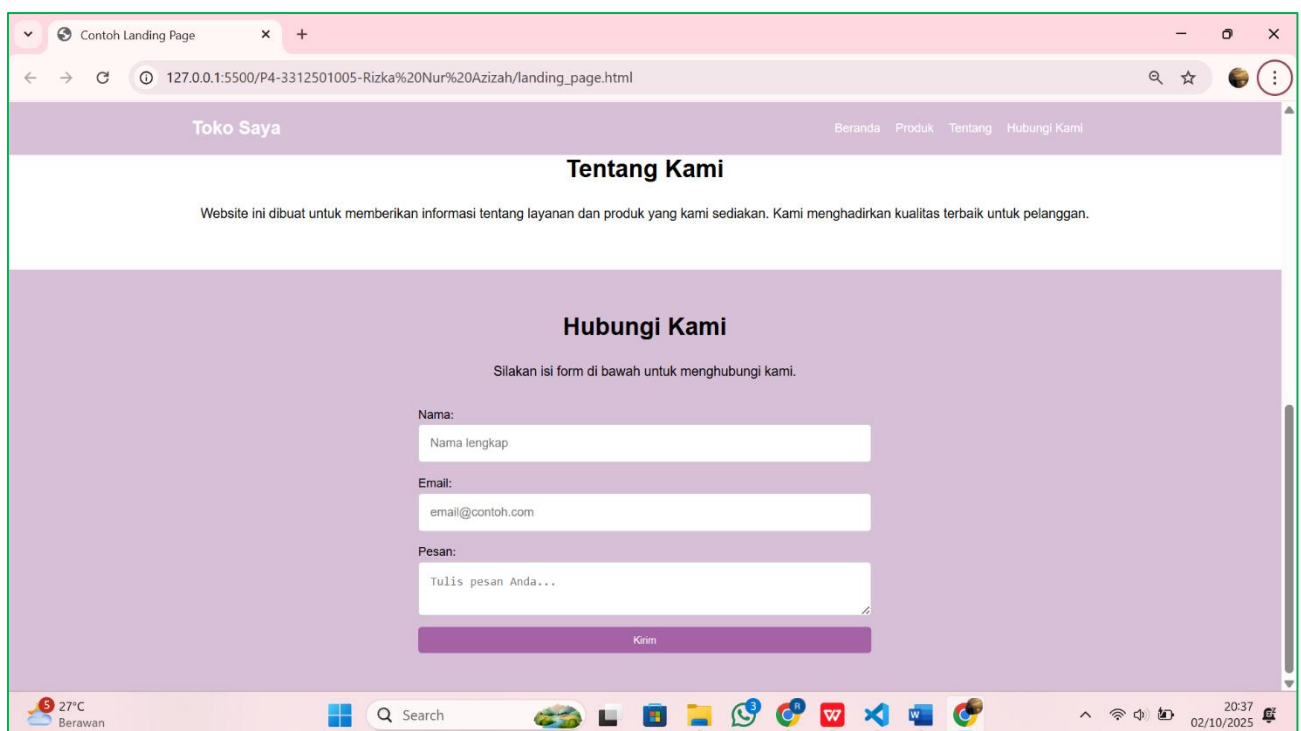 Contoh Landing Page
127.0.0.1:5500/P4-3312501005-Rizka%20Nur%20Azizah/landing_page.html
Toko Saya
Beranda Produk Tentang Hubungi Kami
Tentang Kami
Website ini dibuat untuk memberikan informasi tentang layanan dan produk yang kami sediakan. Kami menghadirkan kualitas terbaik untuk pelanggan.
Hubungi Kami
Silakan isi form di bawah untuk menghubungi kami.
Nama:
Nama lengkap
Email:
email@contoh.com
Pesan:
Tulis pesan Anda...
Kirim
5
27°C
Berawan
Search
3
R
W
W
20:37
02/10/2025